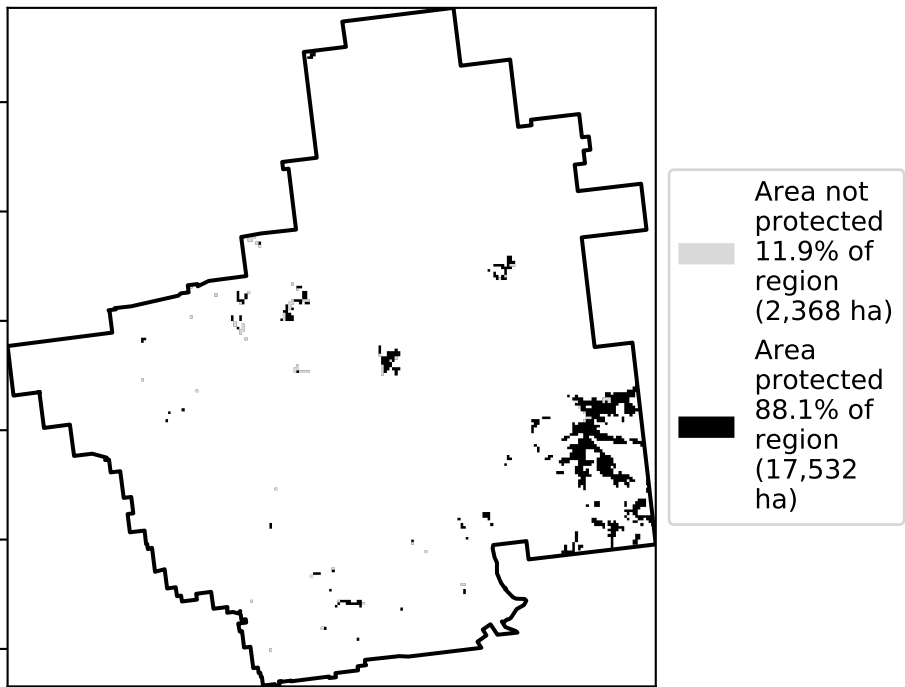 Area not
protected
11.9% of
region
(2,368 ha)
Area
protected
88.1% of
region
(17,532
ha)